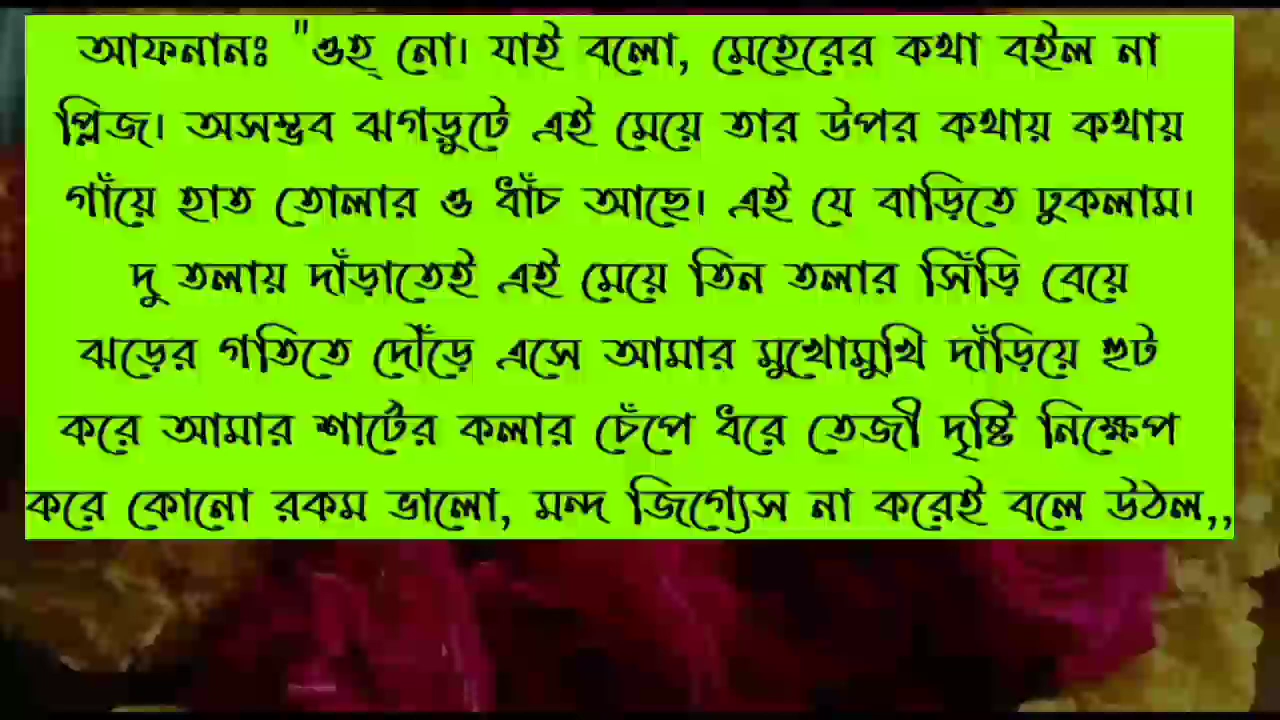 আফনানঃ "ওহ্ নো। যাই বলো, মেহেরের কথা বইল না
প্লিজ। অসম্ভব ঝগড়ুটে এই মেয়ে তার উপর কথায় কথায়
গাঁয়ে হাত তোলার ও ধাঁচ আছে। এই যে বাড়িতে ঢুকলাম।
দু তলায় দাঁড়াতেই এই মেয়ে তিন তলার সিঁড়ি বেয়ে
ঝড়ের গতিতে দৌঁড়ে এসে আমার মুখোমুখি দাঁড়িয়ে হুট
করে আমার শার্টের কলার চেঁপে ধরে তেজী দৃষ্টি নিক্ষেপ
করে কোনো রকম ভালো, মন্দ জিগ্যেস না করেই বলে উঠল,,